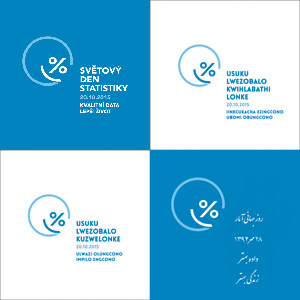 %
SVĚTOVÝ
DEN
STATISTIKY
20.10.2015
KVALITNÍ DATA
LEPŠÍ ŽIVOT
%
USUKU
LWEZOBALO
KWIHLABATHI
LONKE
20.10.2015
IINKCUKACHA EZINGCONO
UBOMI OBUNGCONO
%
USUKU
LWEZOBALO
KUZWELONKE
20.10.2015
ULWAZI OLUNGCONO
IMPILO ENGCONO
%
روز جهانی آمار
۲۸ مهر ۱۳۹۴
داده بهتر
زندگی بهتر